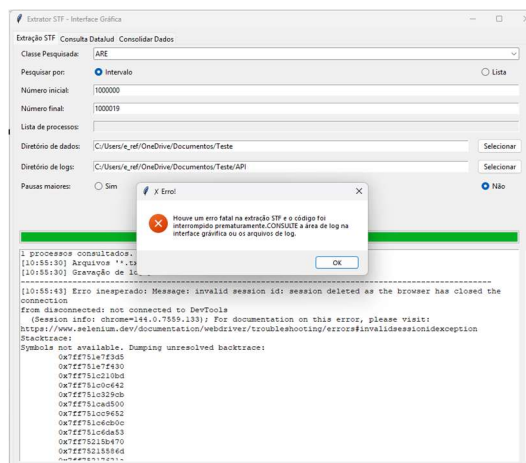 Extrator STF - Interface Gráfica
Extração STF Consulta DataJud Consolidar Dados
Classe Pesquisada: ARE
Pesquisar por: Intervalo Lista
Número inicial: 1000000
Número final: 1000019
Lista de processos:
Diretório de dados: C:/Users/e_ref/OneDrive/Documentos/Teste Selecionar
Diretório de logs: C:/Users/e_ref/OneDrive/Documentos/Teste/API Selecionar
Pausas maiores: Sim Não
X Erro!
Houve um erro fatal na extração STF e o código foi
interrompido prematuramente.CONSULTE a área de log na
interface gráfica ou os arquivos de log.
OK
1 processos consultados.
[10:55:30] Arquivos '*.tx
[10:55:30] Gravação de lo
[10:55:43] Erro inesperado: Message: invalid session id: session deleted as the browser has closed the
connection
from disconnected: not connected to DevTools
(Session info: chrome=144.0.7559.133); For documentation on this error, please visit:
https://www.selenium.dev/documentation/webdriver/troubleshooting/errors#invalidsessionidexception
Stacktrace:
Symbols not available. Dumping unresolved backtrace:
0x7ff751e7f3d5
0x7ff751e7f430
0x7ff751c210bd
0x7ff751c0c642
0x7ff751c329cb
0x7ff751cad500
0x7ff751cc9652
0x7ff751c6cb0c
0x7ff751c6da53
0x7ff75215b470
0x7ff75215586d